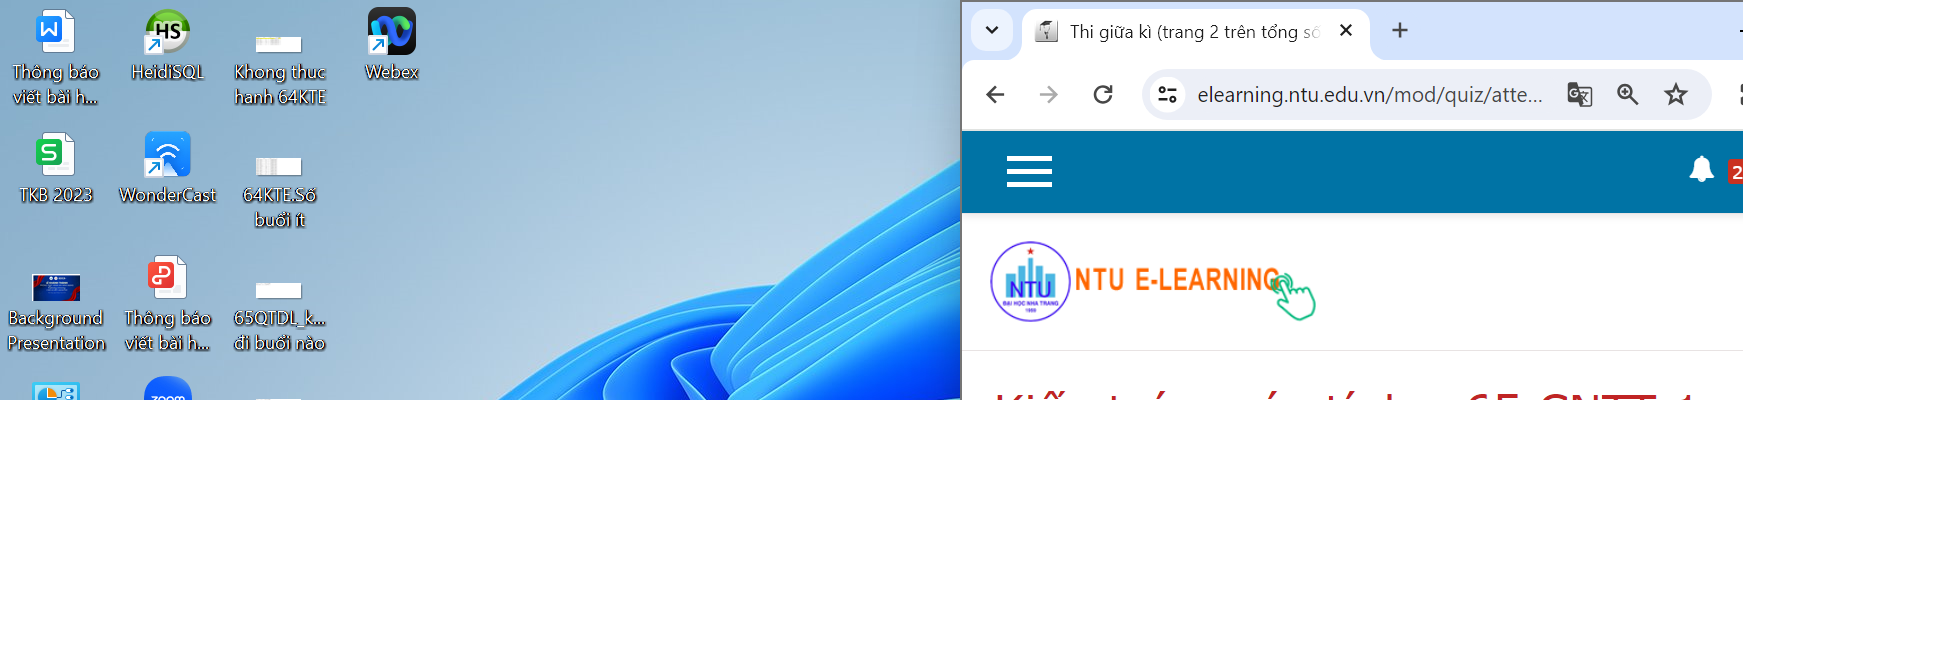 Thông báo
viết bài h...
HeidiSQL
Khong thuc
hanh 64KTE
Webex
TKB 2023
WonderCast
64KTE.Số
buổi ít
Background
Presentation
Thông báo
viết bài h...
65QTDL_k...
đi buổi nào
zoom
Thi giữa kì (trang 2 trên tổng số
elearning.ntu.edu.vn/mod/quiz/atte...
2
NTU
ĐẠI HỌC NHA TRANG
1959
NTU E-LEARNING